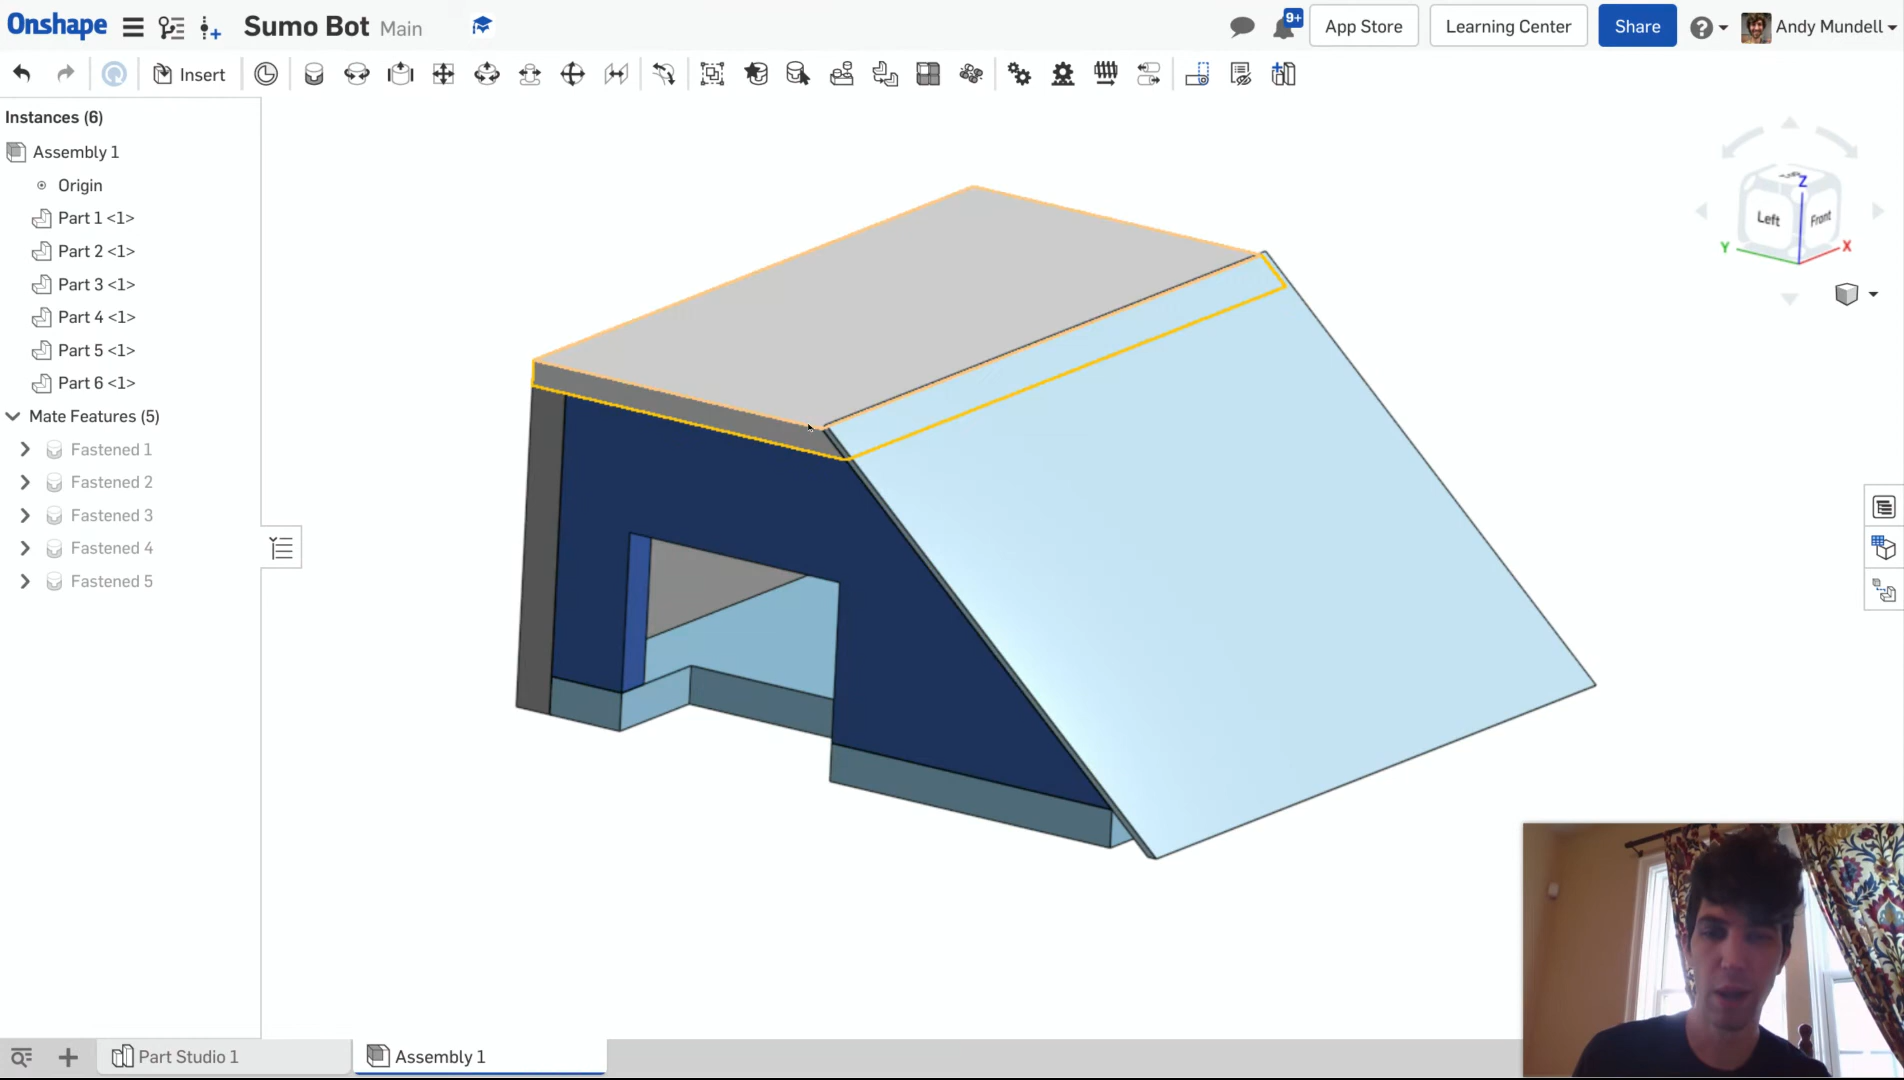 Onshape
Sumo Bot Main
9+
App Store
Learning Center
Share
Andy Mundell
Insert
Instances (6)
Assembly 1
Origin
Part 1 <1>
Part 2 <1>
Part 3 <1>
Part 4 <1>
Part 5 <1>
Part 6 <1>
Mate Features (5)
Fastened 1
Fastened 2
Fastened 3
Fastened 4
Fastened 5
Z
Left
Front
Y
X
Part Studio 1
Assembly 1